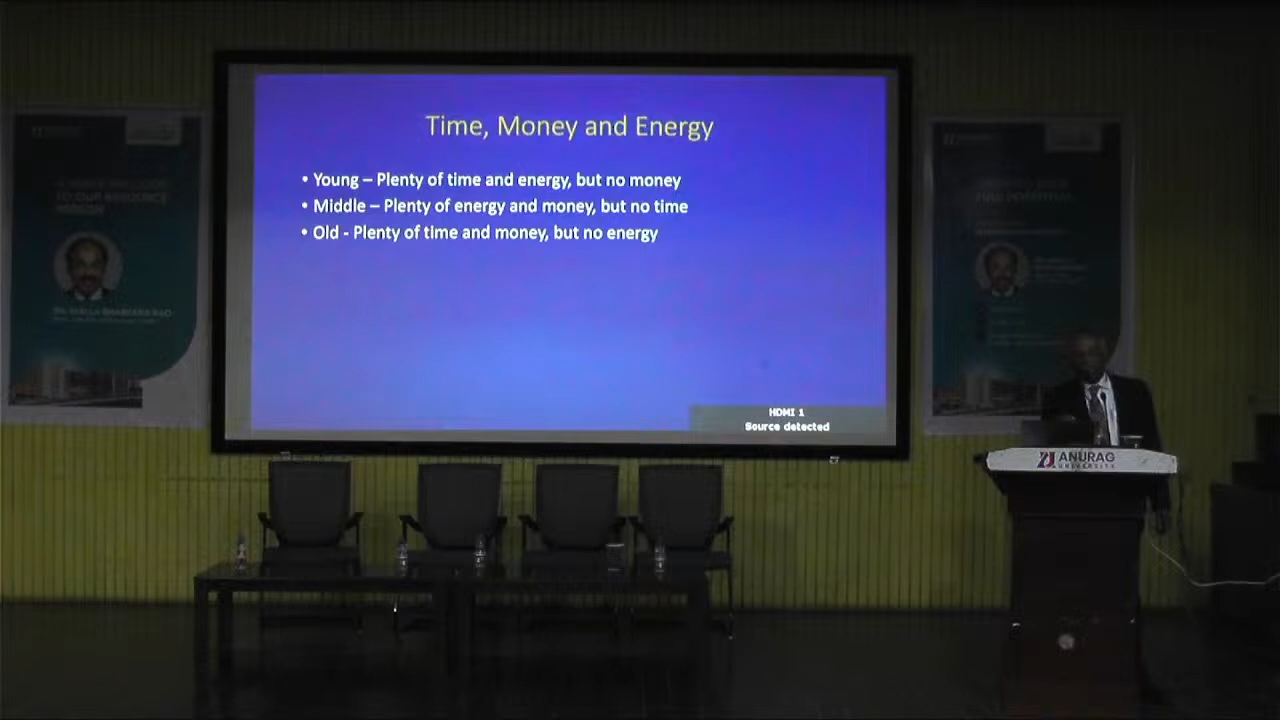 Time, Money and Energy
• Young – Plenty of time and energy, but no money
• Middle – Plenty of energy and money, but no time
• Old - Plenty of time and money, but no energy
HDMI 1
Source detected
ANURAG
UNIVERSITY